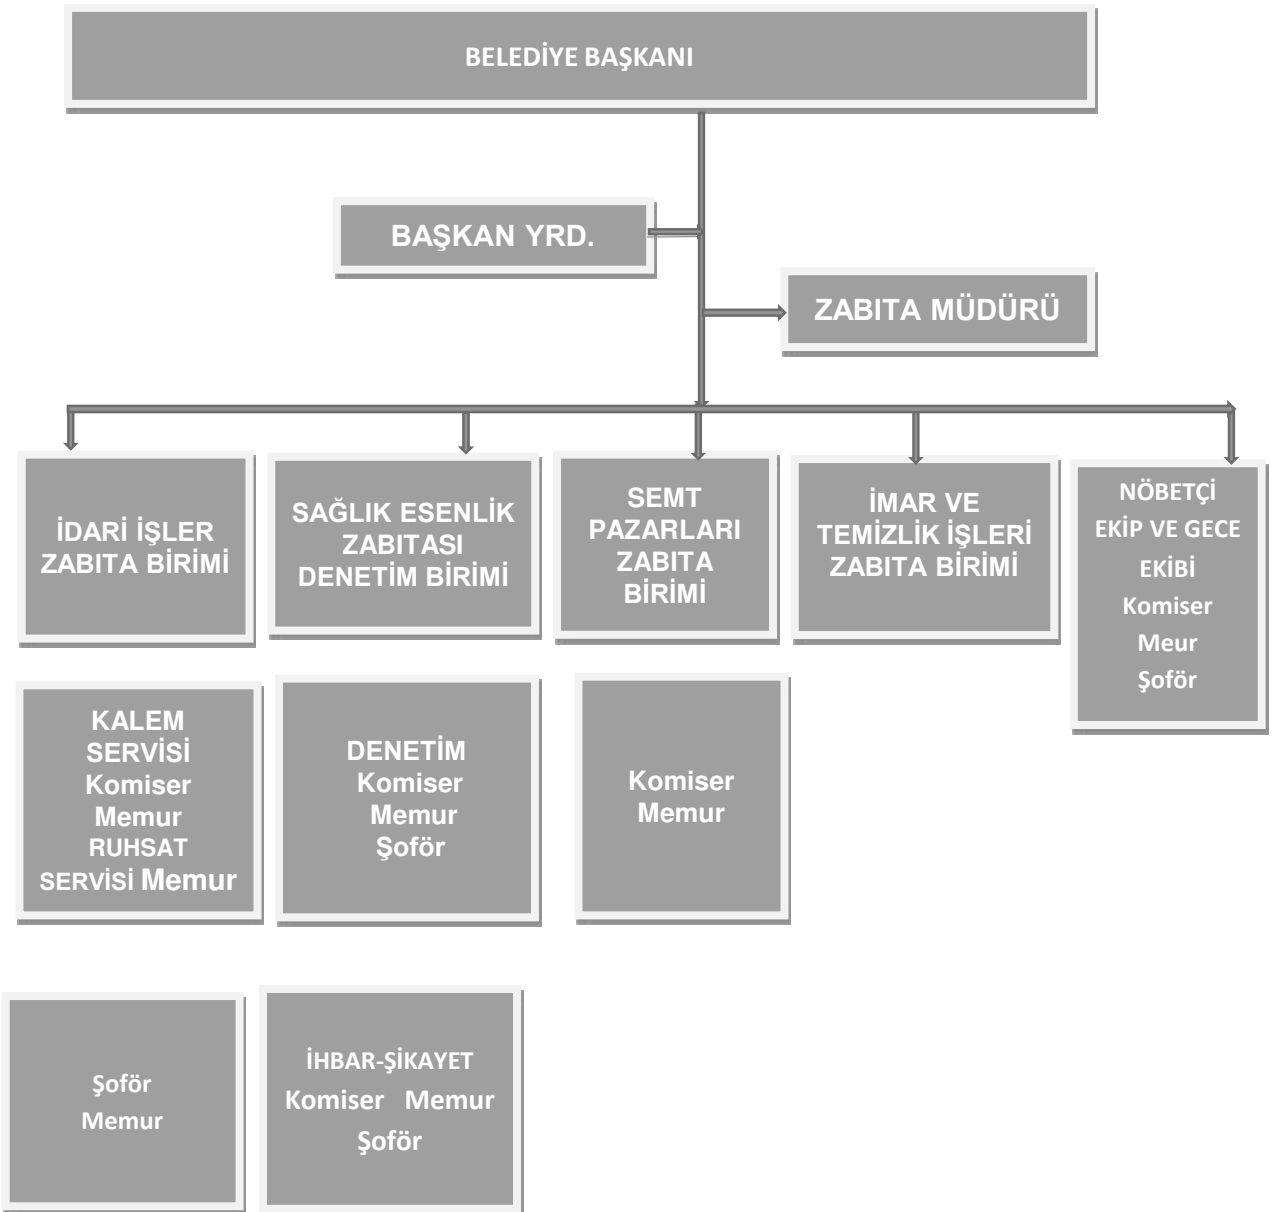 BELEDİYE BAŞKANI
BAŞKAN YRD.
ZABITA MÜDÜRÜ
İDARİ İŞLER
ZABITA BİRİMİ
SAĞLIK ESENLİK
ZABITASI
DENETİM BİRİMİ
SEMT
PAZARLARI
ZABITA
BİRİMİ
İMAR VE
TEMİZLİK İŞLERİ
ZABITA BİRİMİ
NÖBETÇİ
EKİP VE GECE
EKİBİ
Komiser
Meur
Şoför
KALEM
SERVİSİ
Komiser
Memur
RUHSAT
SERVİSİ Memur
DENETİM
Komiser
Memur
Şoför
Komiser
Memur
Şoför
Memur
İHBAR-ŞİKAYET
Komiser Memur
Şoför